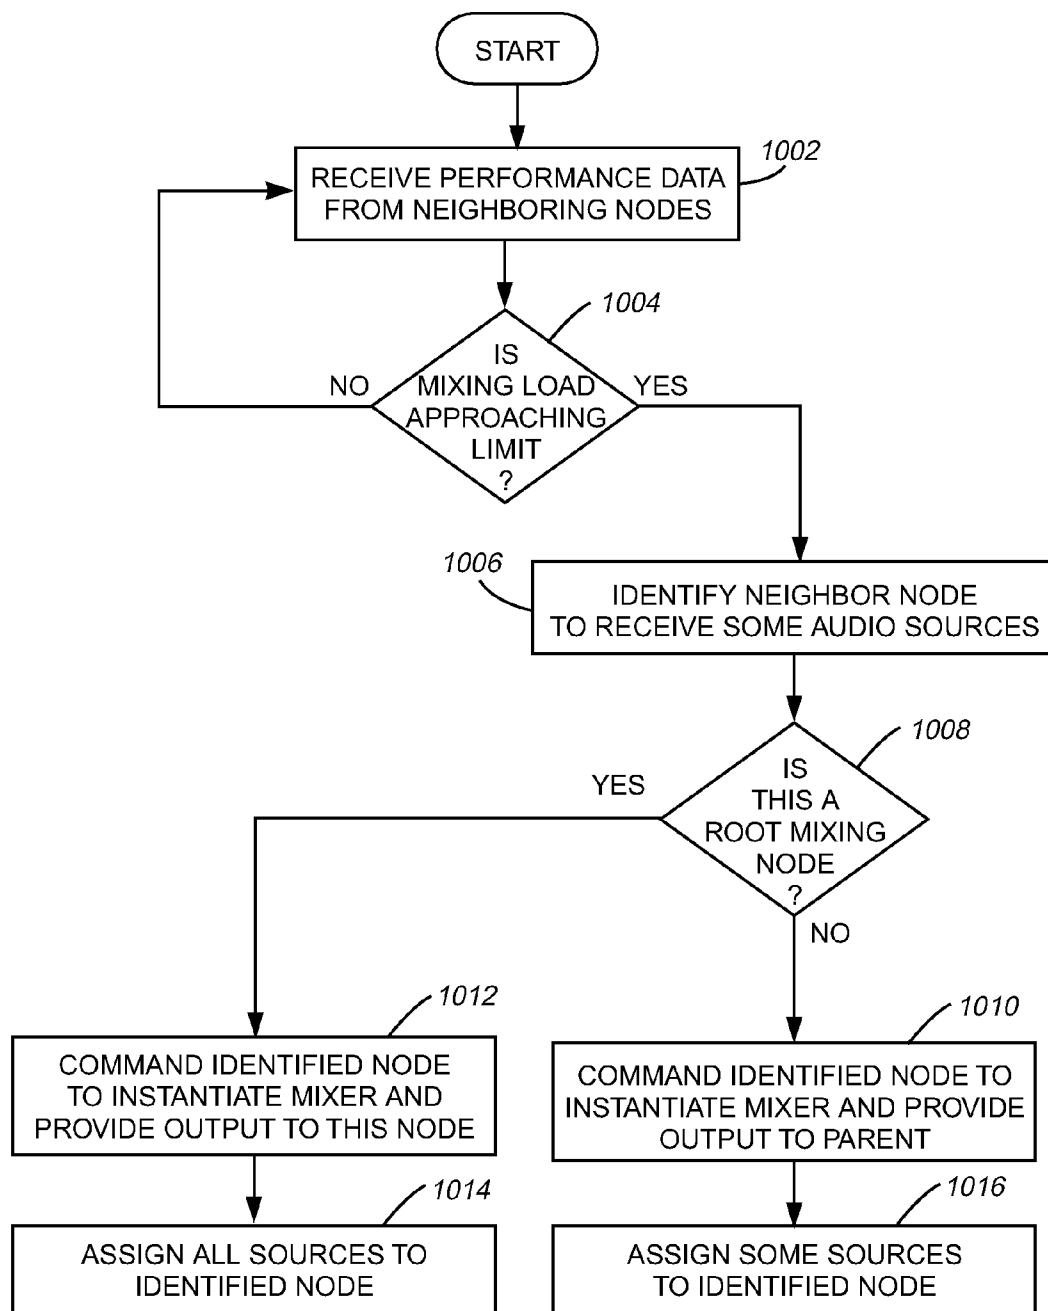 START
1002
RECEIVE PERFORMANCE DATA
FROM NEIGHBORING NODES
1004
IS
MIXING LOAD
APPROACHING
LIMIT
?
NO
YES
1006
IDENTIFY NEIGHBOR NODE
TO RECEIVE SOME AUDIO SOURCES
1008
IS
THIS A
ROOT MIXING
NODE
?
YES
NO
1012
COMMAND IDENTIFIED NODE
TO INSTANTIATE MIXER AND
PROVIDE OUTPUT TO THIS NODE
1010
COMMAND IDENTIFIED NODE TO
INSTANTIATE MIXER AND PROVIDE
OUTPUT TO PARENT
1014
ASSIGN ALL SOURCES TO
IDENTIFIED NODE
1016
ASSIGN SOME SOURCES
TO IDENTIFIED NODE